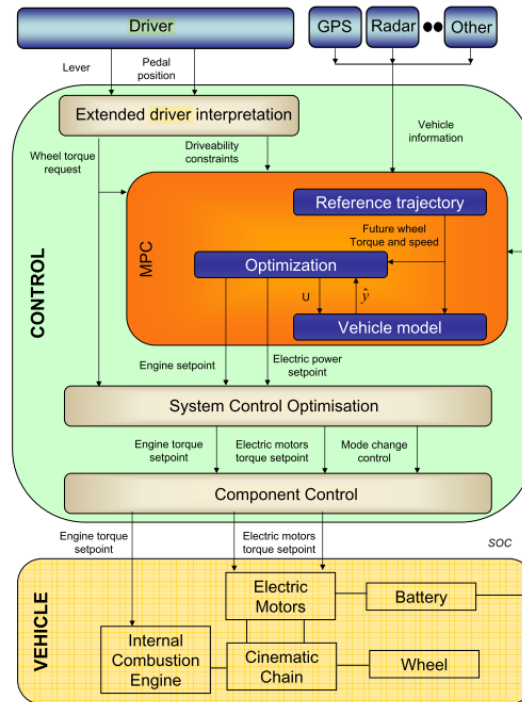 Driver
GPS
Radar
Other
Lever
Pedal
position
Extended driver interpretation
Vehicle
information
Wheel torque
request
Driveability
constraints
CONTROL
MPC
Reference trajectory
Future wheel
Torque and speed
Optimization
U
ŷ
Vehicle model
Engine setpoint
Electric power
setpoint
System Control Optimisation
Engine torque
setpoint
Electric motors
torque setpoint
Mode change
control
Component Control
Engine torque
setpoint
Electric motors
torque setpoint
SOC
VEHICLE
Electric
Motors
Battery
Internal
Combustion
Engine
Cinematic
Chain
Wheel